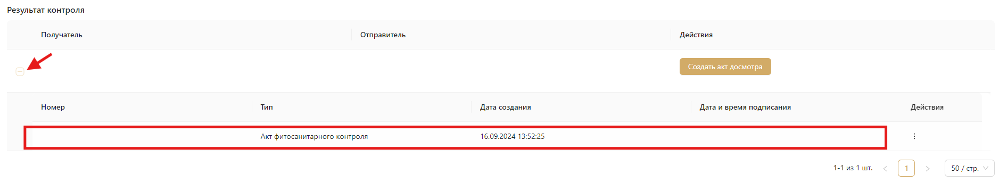 Результат контроля
Получатель Отправитель Действия
Создать акт досмотра
Номер Тип Дата создания Дата и время подписания Действия
Акт фитосанитарного контроля 16.09.2024 13:52:25
1-1 из 1 шт. < 1 > 50 / стр.